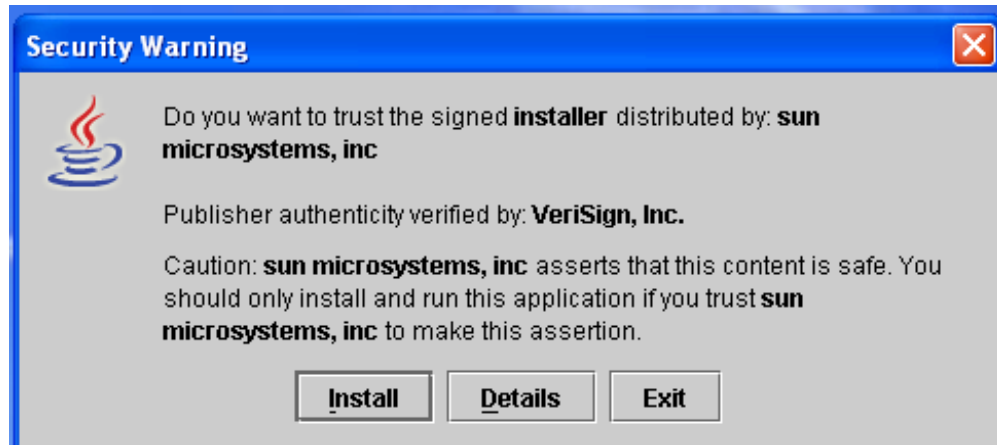 Security Warning
Do you want to trust the signed installer distributed by: sun
microsystems, inc
Publisher authenticity verified by: VeriSign, Inc.
Caution: sun microsystems, inc asserts that this content is safe. You
should only install and run this application if you trust sun
microsystems, inc to make this assertion.
Install Details Exit